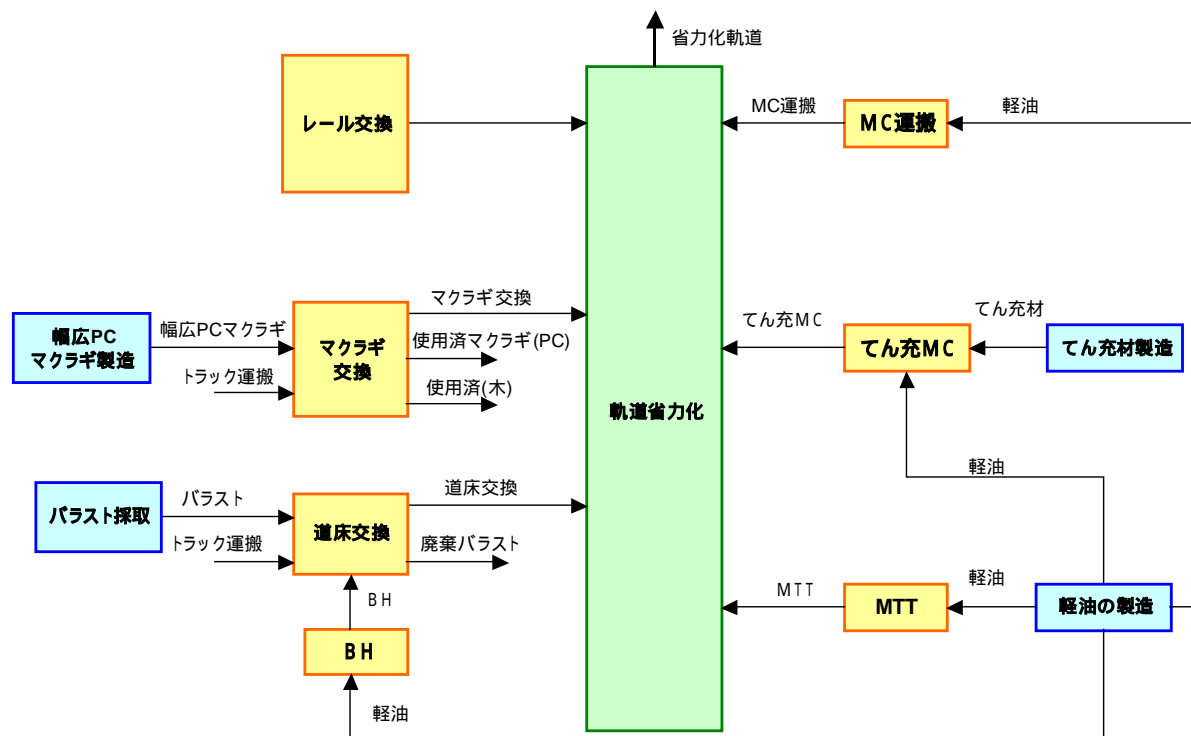 省力化軌道
レール交換
MC運搬
MC運搬
軽油
幅広PC
マクラギ製造
幅広PCマクラギ
トラック運搬
マクラギ
交換
マクラギ交換
使用済マクラギ(PC)
使用済(木)
軌道省力化
てん充MC
てん充MC
てん充材
てん充材製造
軽油
バラスト採取
バラスト
トラック運搬
道床交換
道床交換
廃棄バラスト
BH
BH
軽油
MTT
MTT
軽油
軽油の製造